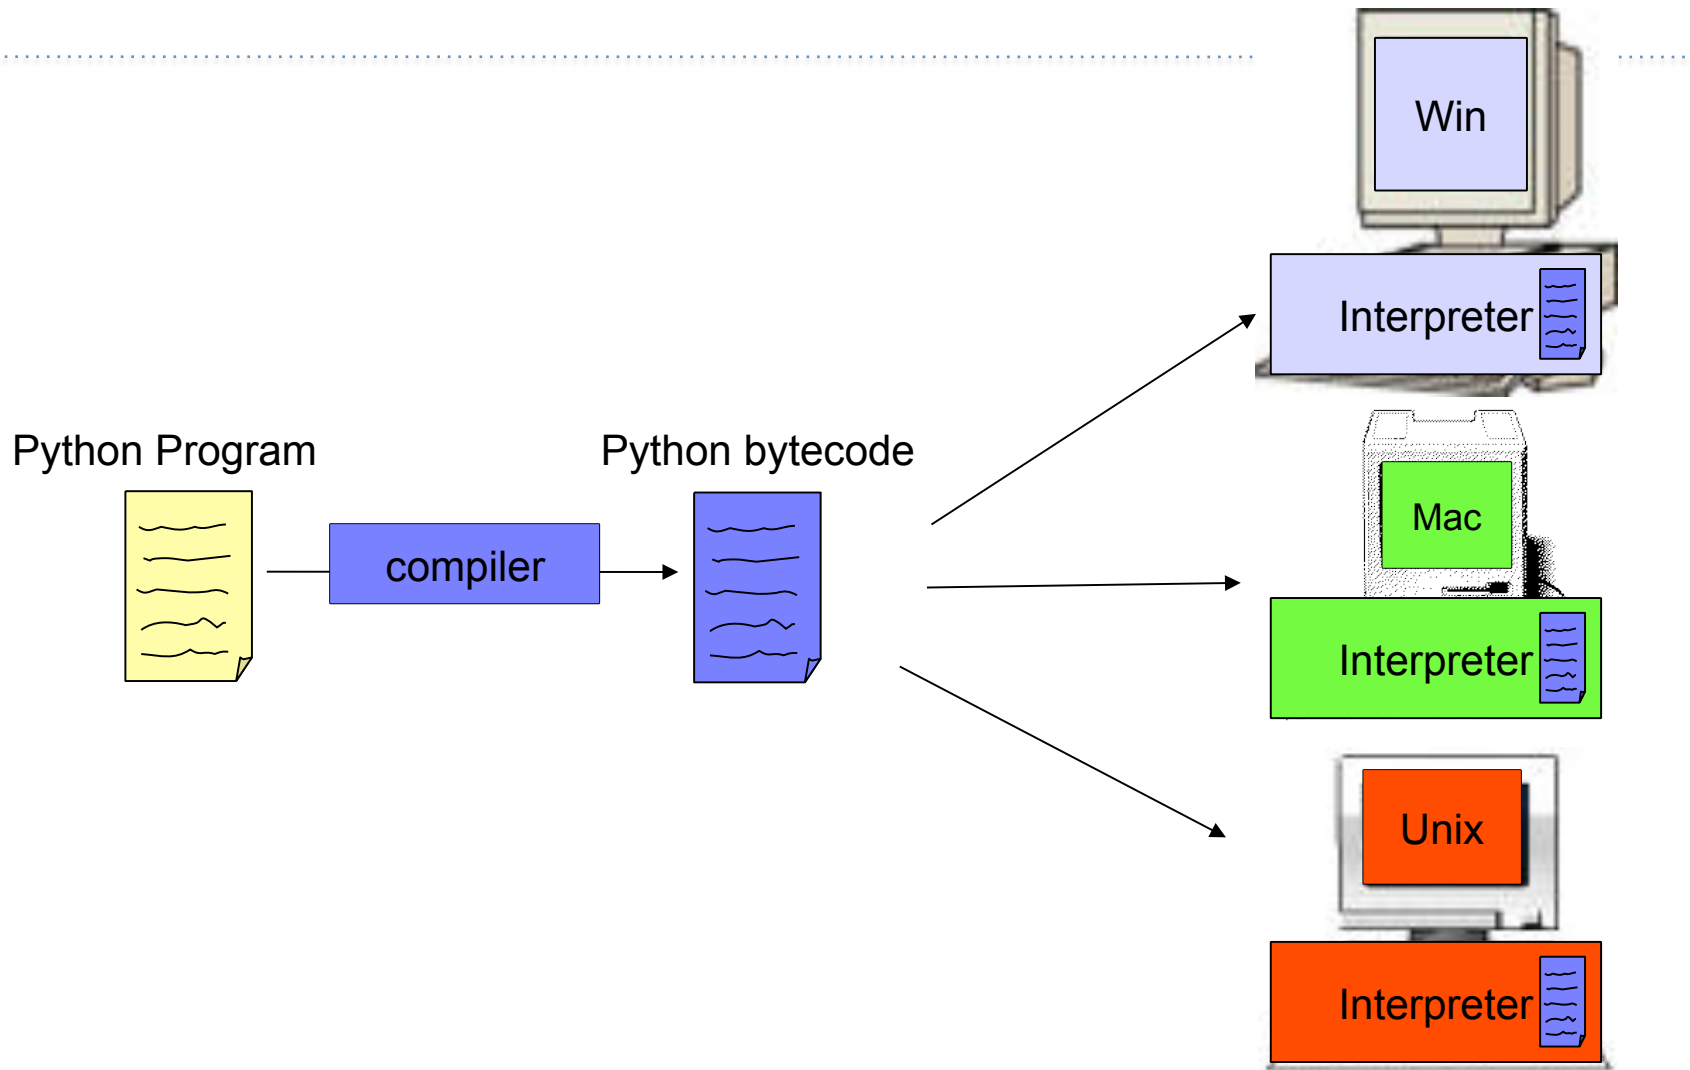 Win
Interpreter
Python Program
Python bytecode
compiler
Mac
Interpreter
Unix
Interpreter